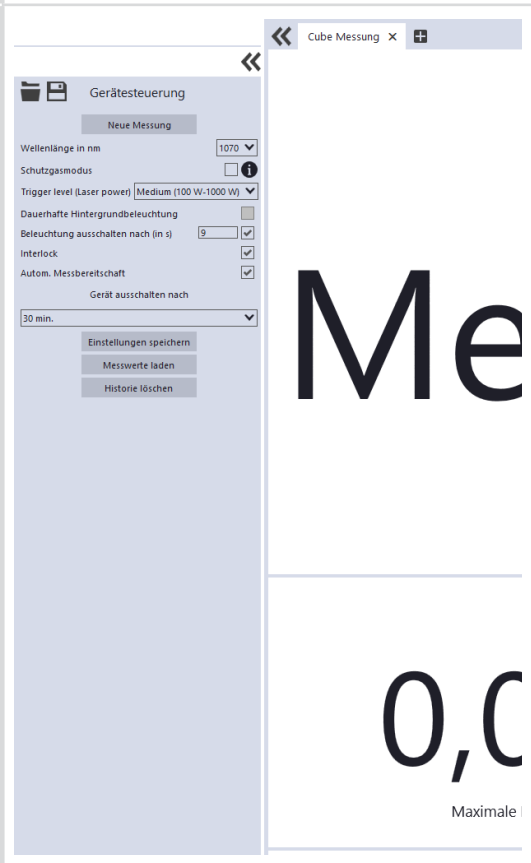 Cube Messung
Gerätesteuerung
Neue Messung
Wellenlänge in nm 1070
Schutzgasmodus
Trigger level (Laser power) Medium (100 W-1000 W)
Dauerhafte Hintergrundbeleuchtung
Beleuchtung ausschalten nach (in s) 9
Interlock
Autom. Messbereitschaft
Gerät ausschalten nach
30 min.
Einstellungen speichern
Messwerte laden
Historie löschen
Me
0,0
Maximale